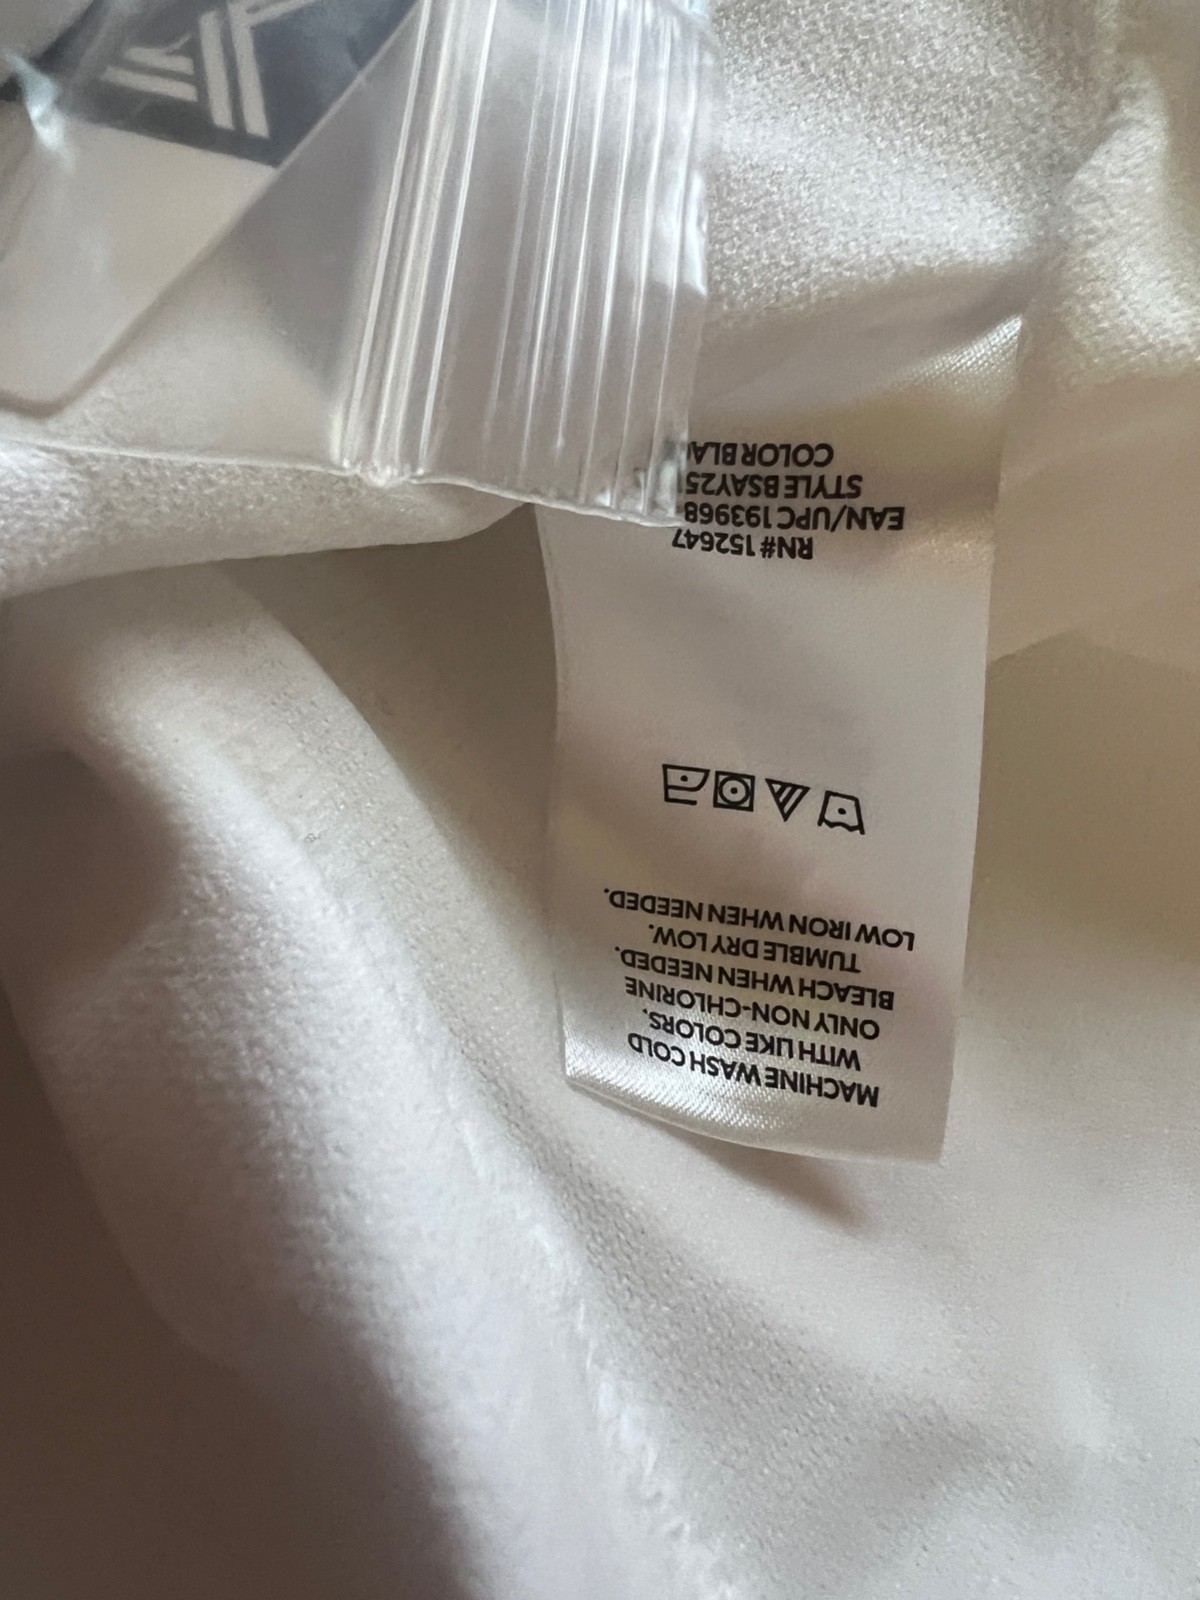 MACHINE WASH COLD
WITH LIKE COLORS.
ONLY NON-CHLORINE
BLEACH WHEN NEEDED.
TUMBLE DRY LOW.
LOW IRON WHEN NEEDED.
RN# 152647
EAN/UPC 193968
STYLE BSAY25
COLOR